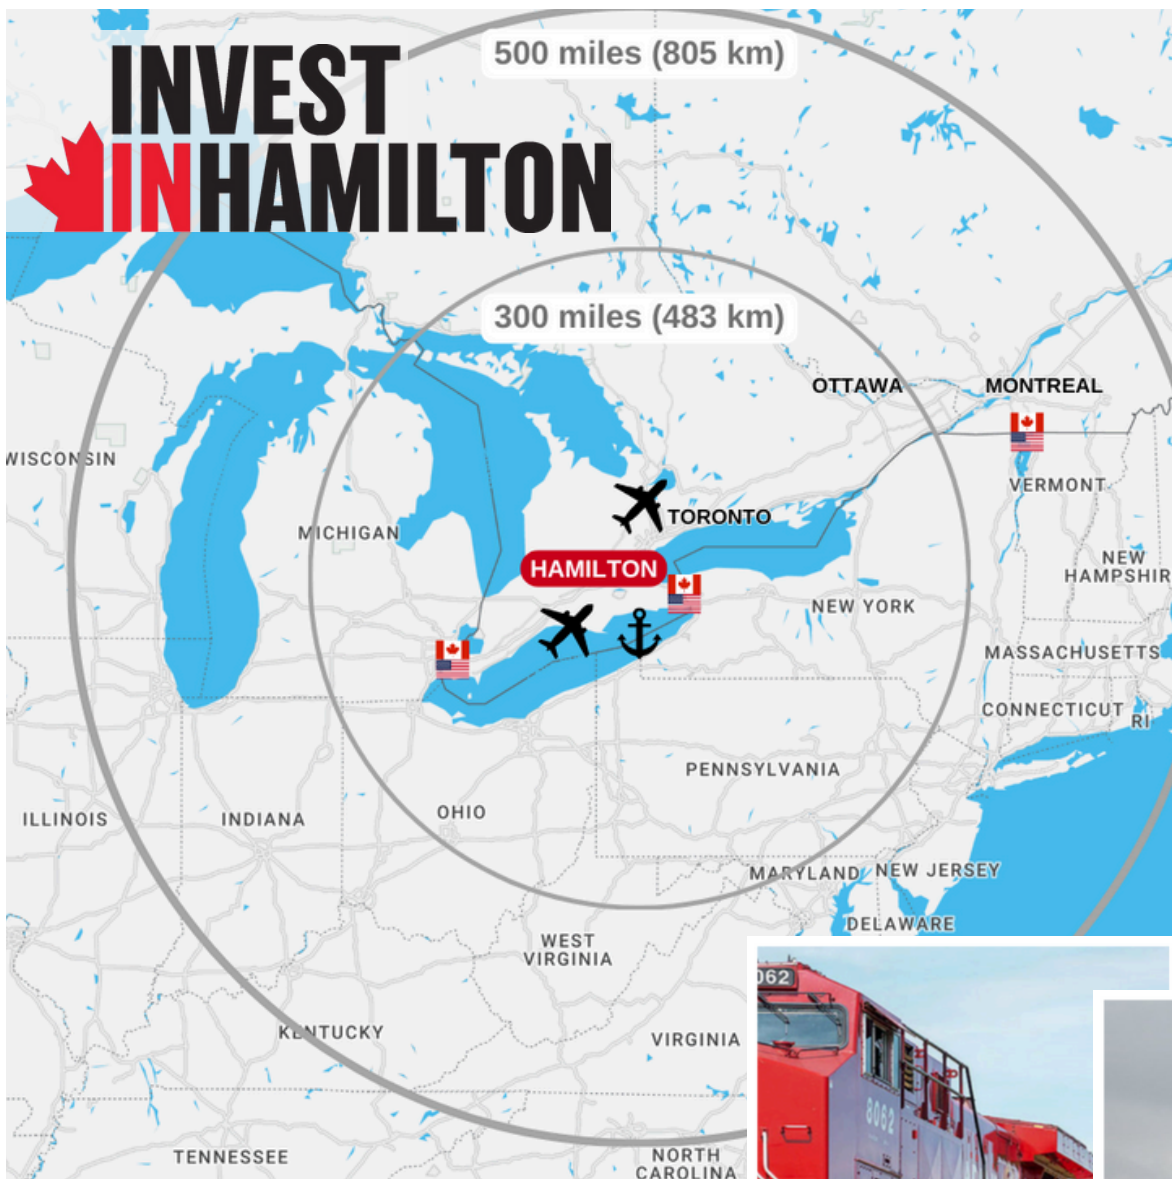 INVEST
INHAMILTON
500 miles (805 km)
300 miles (483 km)
OTTAWA
MONTREAL
WISCONSIN
VERMONT
MICHIGAN
TORONTO
HAMILTON
NEW
HAMPSHIR
NEW YORK
MASSACHUSETTS
CONNECTICUT
RI
PENNSYLVANIA
ILLINOIS
INDIANA
OHIO
MARYLAND
NEW JERSEY
DELAWARE
WEST
VIRGINIA
KENTUCKY
VIRGINIA
TENNESSEE
NORTH
CAROLINA
062
8062